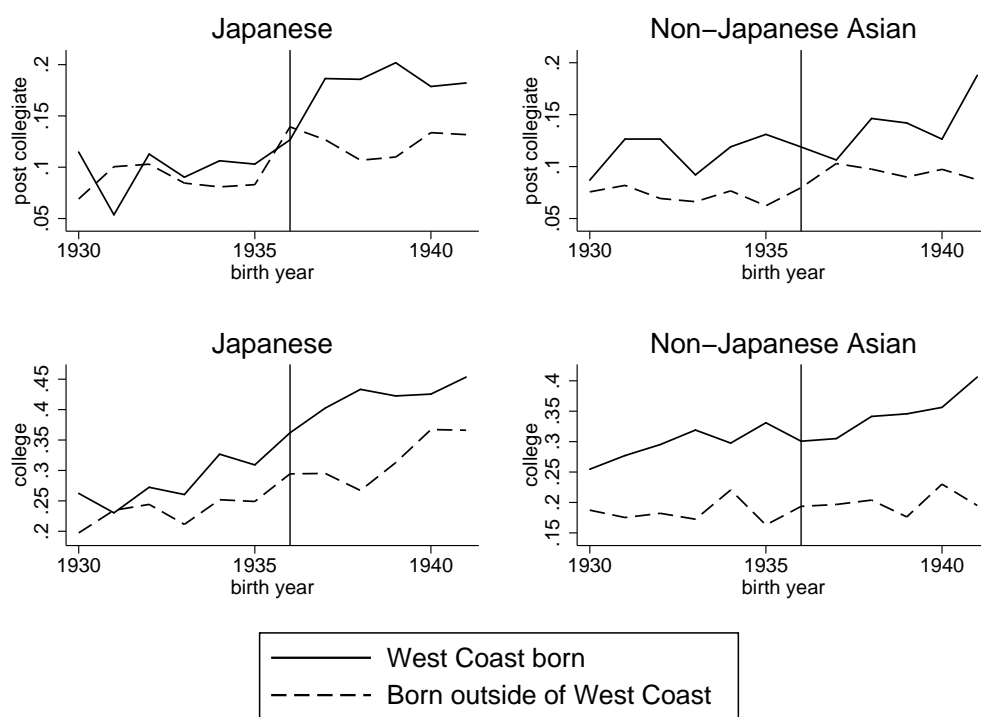 Japanese
post collegiate
.05 .1 .15 .2
1930 1935 1940
birth year
Non−Japanese Asian
post collegiate
.05 .1 .15 .2
1930 1935 1940
birth year
Japanese
college
.2 .25 .3 .35 .4 .45
1930 1935 1940
birth year
Non−Japanese Asian
college
.15 .2 .25 .3 .35 .4
1930 1935 1940
birth year
West Coast born
Born outside of West Coast